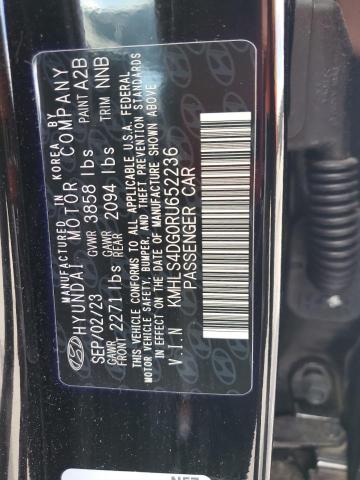 MANUFACTURED IN KOREA BY
HYUNDAI MOTOR COMPANY
SEP/02/23 GVWR 3858 lbs PAINT A2B
GAWR FRONT 2271 lbs GAWR REAR 2094 lbs TRIM NNB
THIS VEHICLE CONFORMS TO ALL APPLICABLE U.S.A. FEDERAL
MOTOR VEHICLE SAFETY, BUMPER, AND THEFT PREVENTION STANDARDS
IN EFFECT ON THE DATE OF MANUFACTURE SHOWN ABOVE.
V.I.N KMHLS4DG0RU652236
PASSENGER CAR